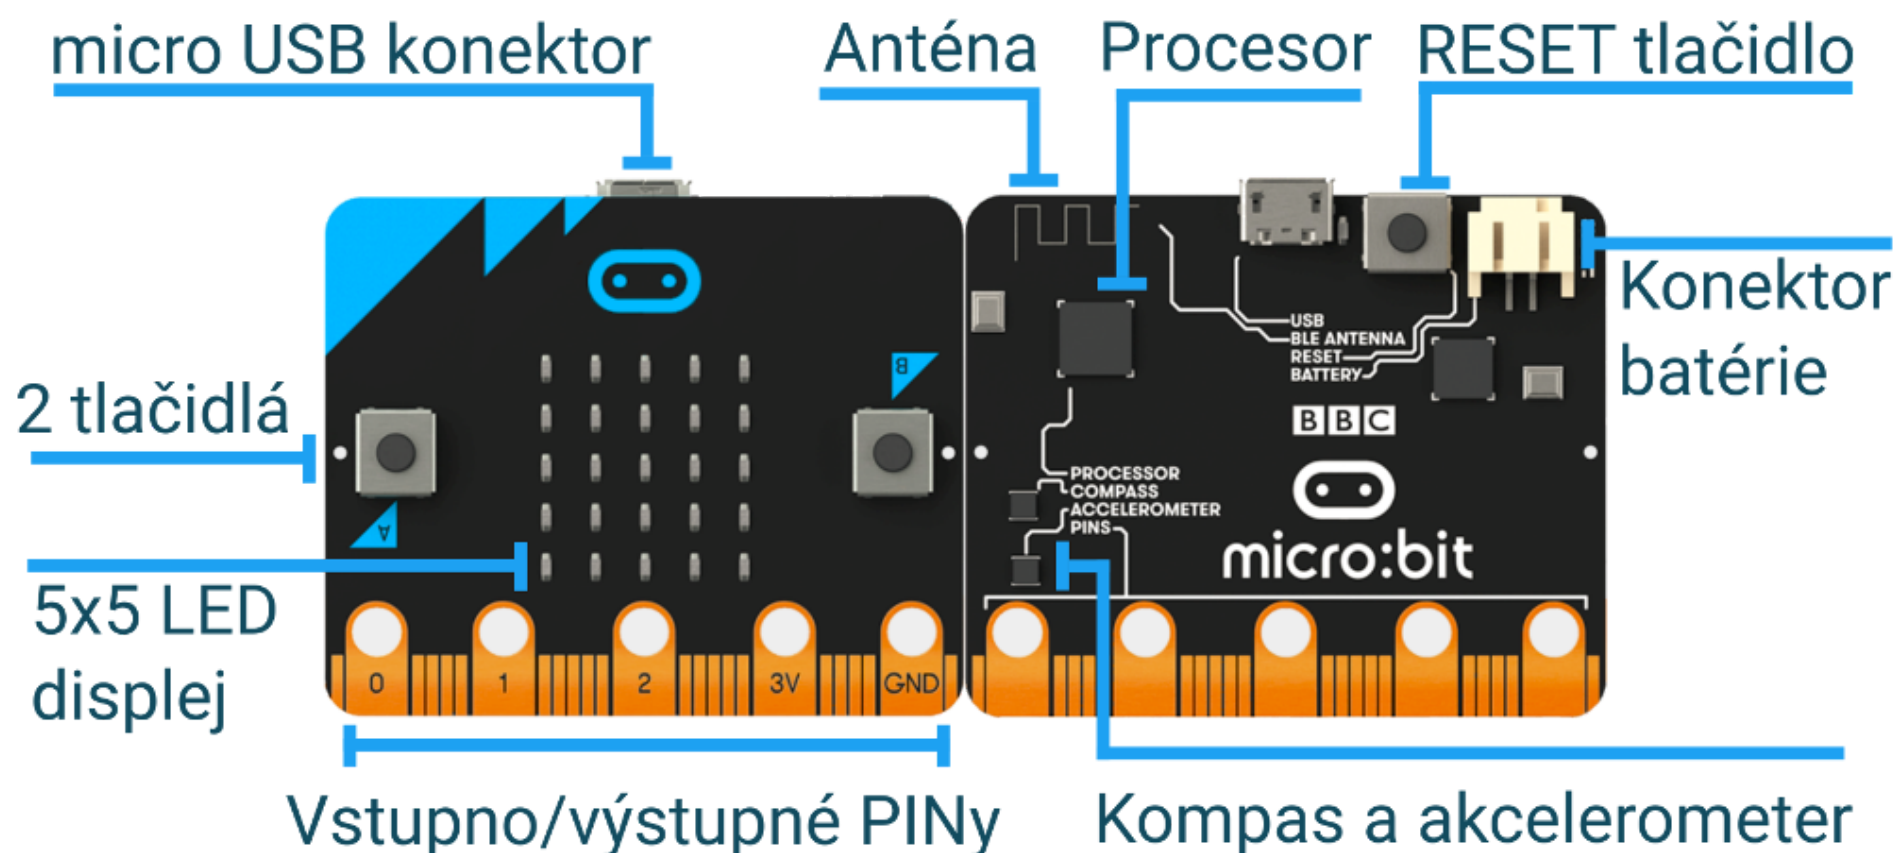 micro USB konektor
Anténa
Procesor
RESET tlačidlo
Konektor
batérie
2 tlačidlá
5x5 LED
displej
B
A
0 1 2 3V GND
USB
BLE ANTENNA
RESET
BATTERY
BBC
PROCESSOR
COMPASS
ACCELEROMETER
PINS
micro:bit
Vstupno/výstupné PINy
Kompas a akcelerometer